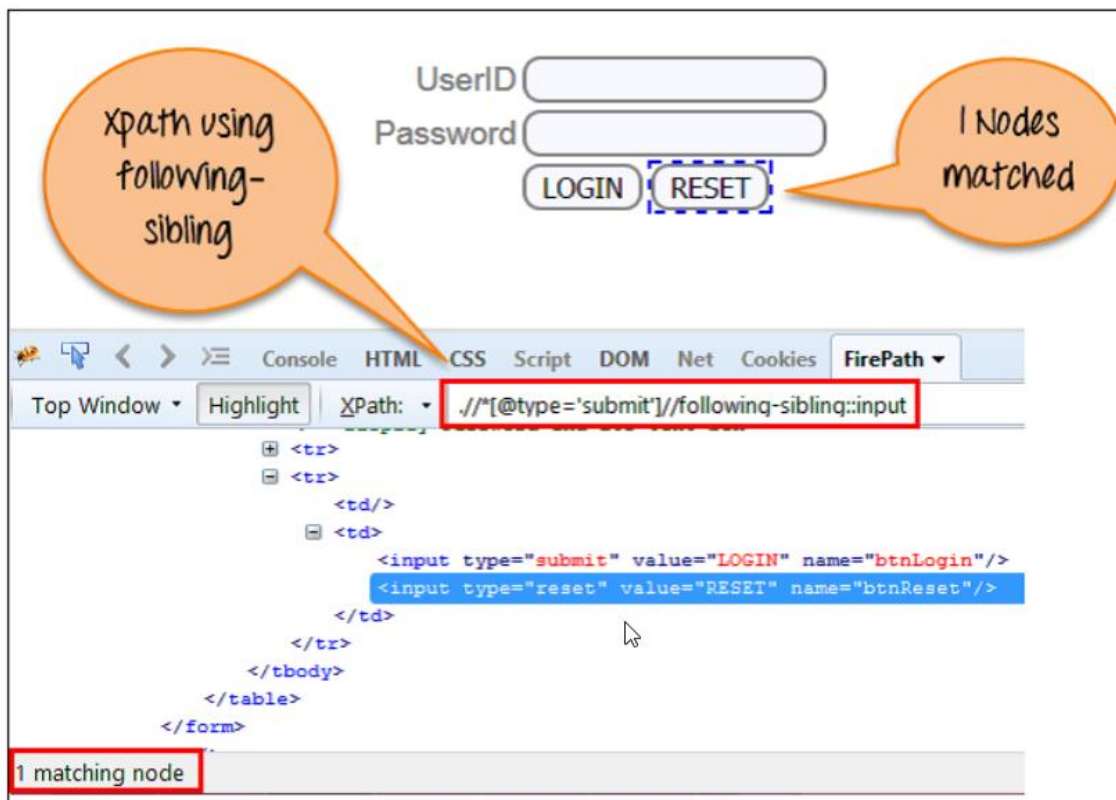 UserID
Password
LOGIN RESET
Xpath using
following-
sibling
1 Nodes
matched
Console HTML CSS Script DOM Net Cookies FirePath
Top Window Highlight XPath: .//*[@type='submit']//following-sibling::input
<tr>
<tr>
<td/>
<td>
<input type="submit" value="LOGIN" name="btnLogin"/>
<input type="reset" value="RESET" name="btnReset"/>
</td>
</tr>
</tbody>
</table>
</form>
1 matching node